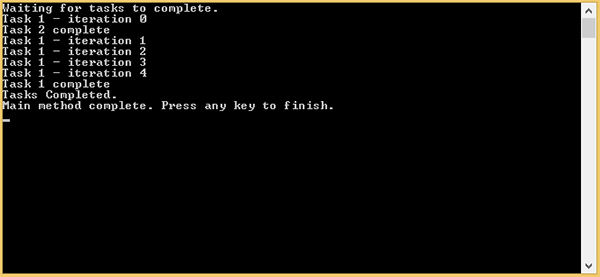 Waiting for tasks to complete.
Task 1 - iteration 0
Task 2 complete
Task 1 - iteration 1
Task 1 - iteration 2
Task 1 - iteration 3
Task 1 - iteration 4
Task 1 complete
Tasks Completed.
Main method complete. Press any key to finish.